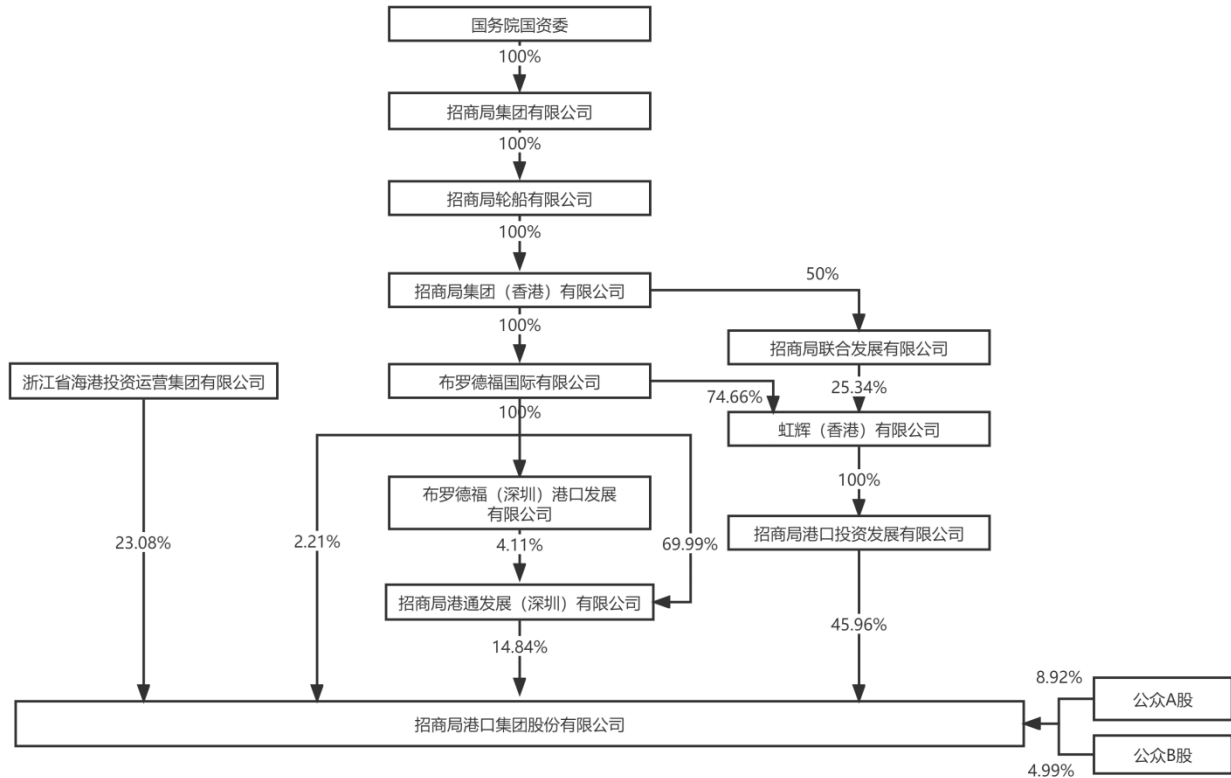 国务院国资委
100%
招商局集团有限公司
100%
招商局轮船有限公司
100%
招商局集团（香港）有限公司
50%
100%
招商局联合发展有限公司
浙江省海港投资运营集团有限公司
布罗德福国际有限公司
74.66%
25.34%
100%
虹辉（香港）有限公司
100%
布罗德福（深圳）港口发展
有限公司
招商局港口投资发展有限公司
23.08%
2.21%
4.11%
69.99%
招商局港通发展（深圳）有限公司
14.84%
45.96%
8.92%
公众A股
招商局港口集团股份有限公司
公众B股
4.99%